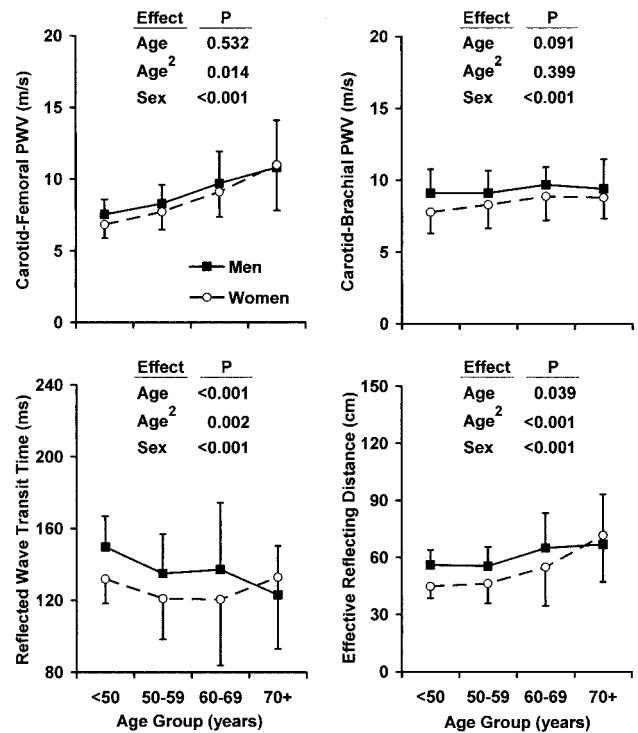 Effect P
Age 0.532
Age2 0.014
Sex <0.001
20
15
10
5
0
Carotid-Femoral PWV (m/s)
Men
Women
Effect P
Age 0.091
Age2 0.399
Sex <0.001
20
15
10
5
0
Carotid-Brachial PWV (m/s)
Effect P
Age <0.001
Age2 0.002
Sex <0.001
240
200
160
120
80
Reflected Wave Transit Time (ms)
<50 50-59 60-69 70+
Age Group (years)
Effect P
Age 0.039
Age2 <0.001
Sex <0.001
150
120
90
60
30
0
Effective Reflecting Distance (cm)
<50 50-59 60-69 70+
Age Group (years)